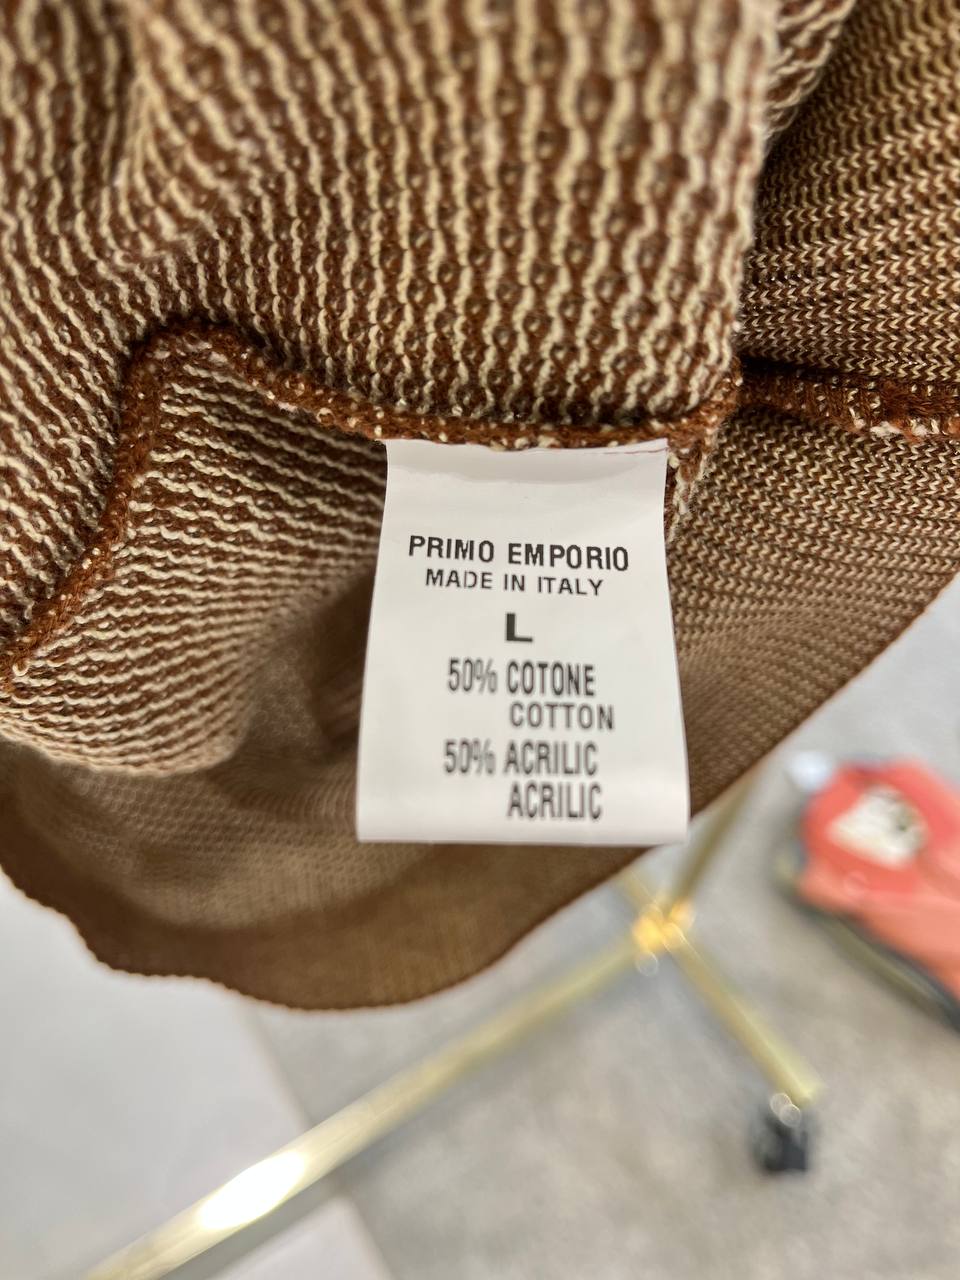 PRIMO EMPORIO
MADE IN ITALY
L
50% COTONE
COTTON
50% ACRILIC
ACRILIC